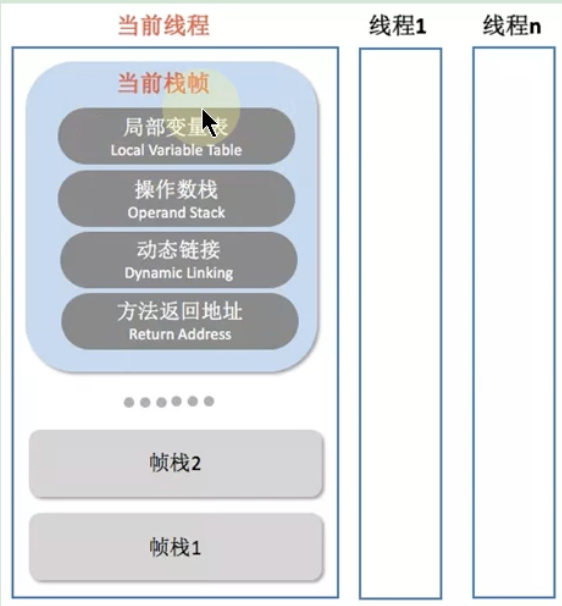 当前线程
线程1
线程n
当前栈帧
局部变量表
Local Variable Table
操作数栈
Operand Stack
动态链接
Dynamic Linking
方法返回地址
Return Address
帧栈2
帧栈1